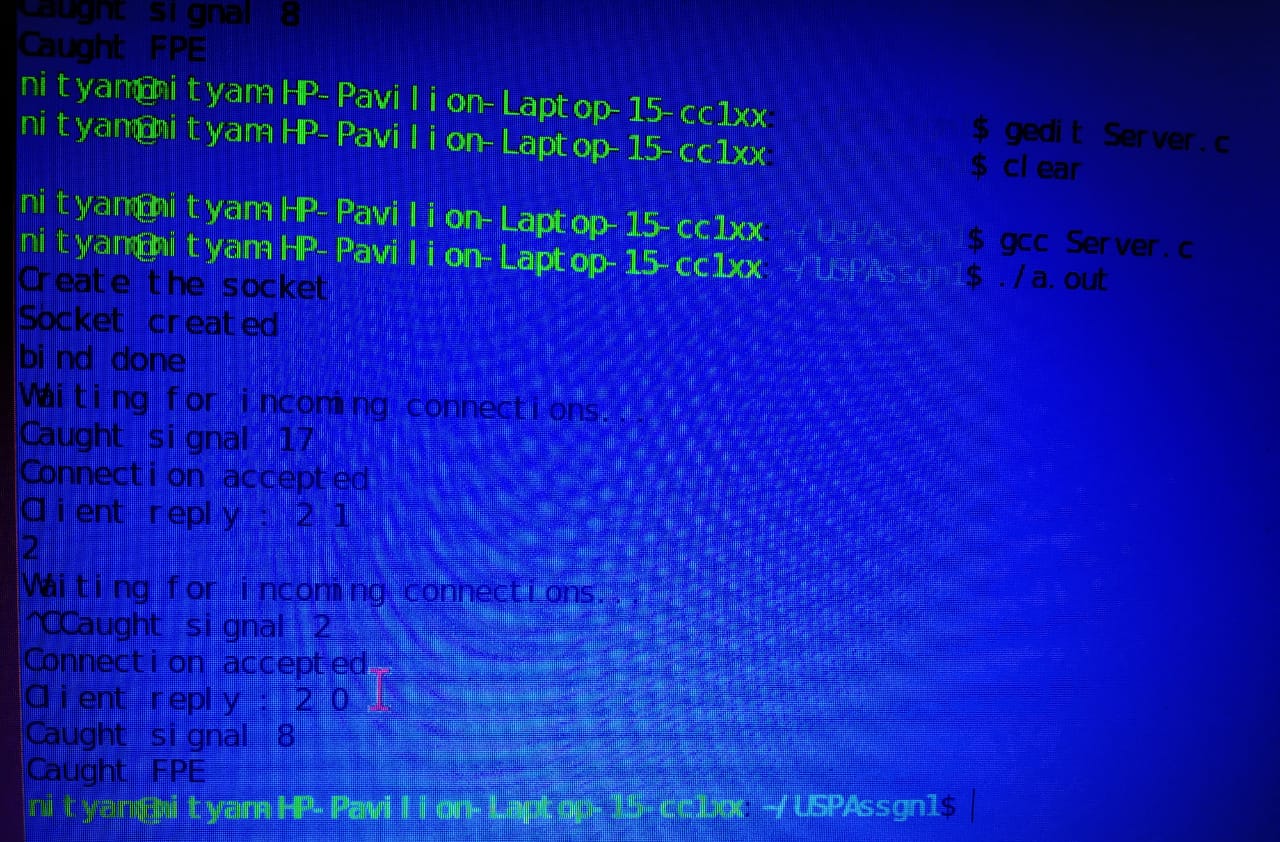 Caught signal 8
Caught FPE
nityam@nityam-HP-Pavilion-Laptop-15-cc1xx: $ gedit Server.c
nityam@nityam-HP-Pavilion-Laptop-15-cc1xx: $ clear
nityam@nityam-HP-Pavilion-Laptop-15-cc1xx:~/USPAssgn1$ gcc Server.c
nityam@nityam-HP-Pavilion-Laptop-15-cc1xx:~/USPAssgn1$ ./a.out
Create the socket
Socket created
bind done
Waiting for incoming connections...
Caught signal 17
Connection accepted
Client reply : 2 1
2
Waiting for incoming connections...
^CCaught signal 2
Connection accepted
Client reply : 2 0
Caught signal 8
Caught FPE
nityam@nityam-HP-Pavilion-Laptop-15-cc1xx:~/USPAssgn1$